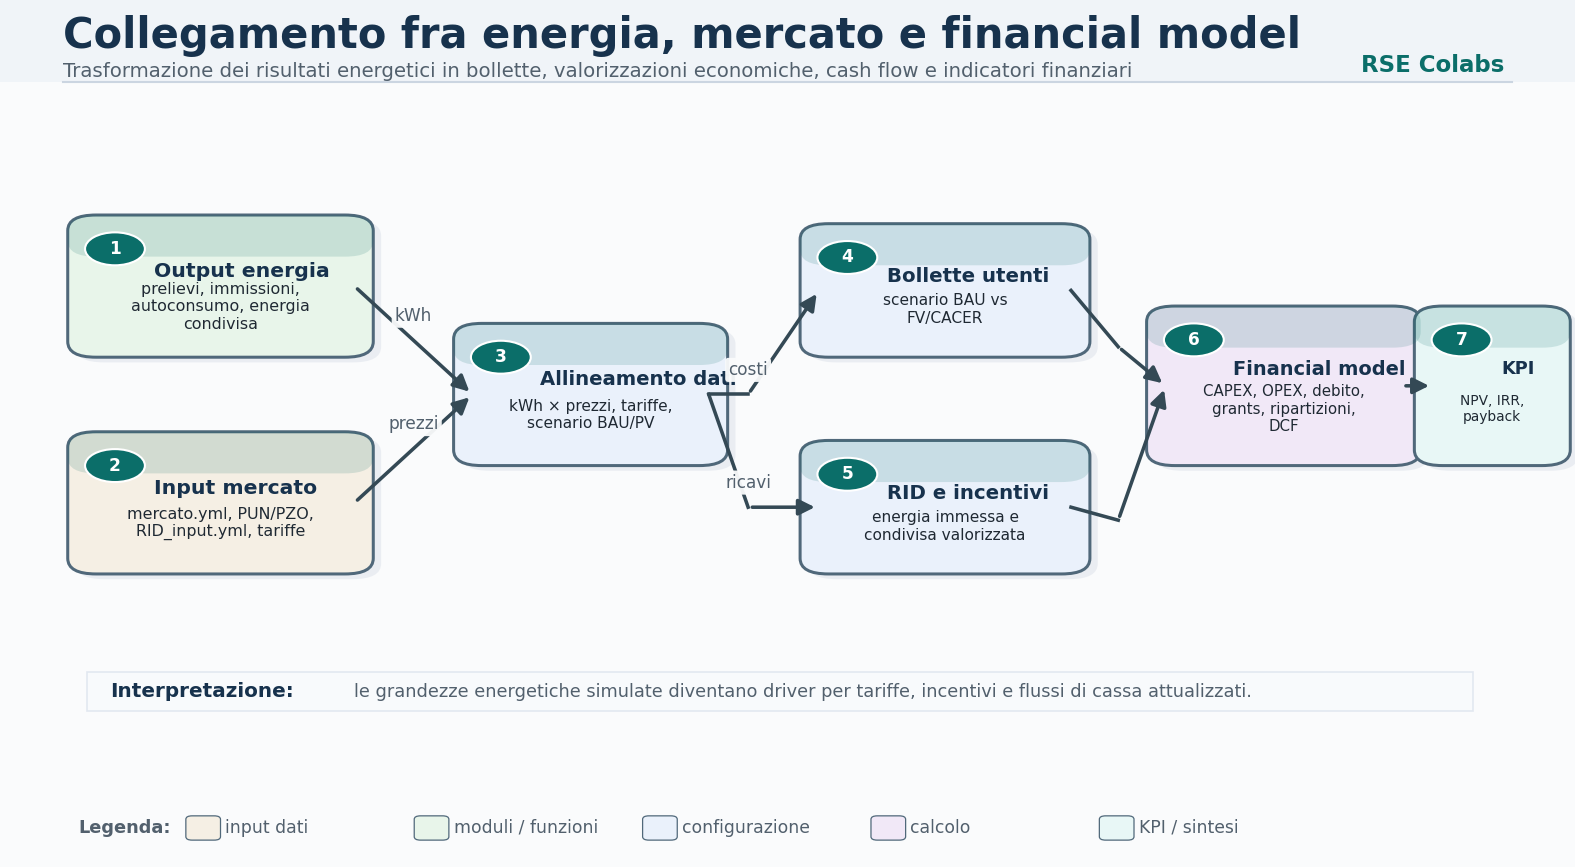 Collegamento fra energia, mercato e financial model
Trasformazione dei risultati energetici in bollette, valorizzazioni economiche, cash flow e indicatori finanziari
RSE Colabs
1
Output energia
prelievi, immissioni,
autoconsumo, energia
condivisa
kWh
2
Input mercato
mercato.yml, PUN/PZO,
RID_input.yml, tariffe
prezzi
3
Allineamento dati
kWh × prezzi, tariffe,
scenario BAU/PV
costi
ricavi
4
Bollette utenti
scenario BAU vs
FV/CACER
5
RID e incentivi
energia immessa e
condivisa valorizzata
6
Financial model
CAPEX, OPEX, debito,
grants, ripartizioni,
DCF
7
KPI
NPV, IRR,
payback
Interpretazione: le grandezze energetiche simulate diventano driver per tariffe, incentivi e flussi di cassa attualizzati.
Legenda: input dati moduli / funzioni configurazione calcolo KPI / sintesi